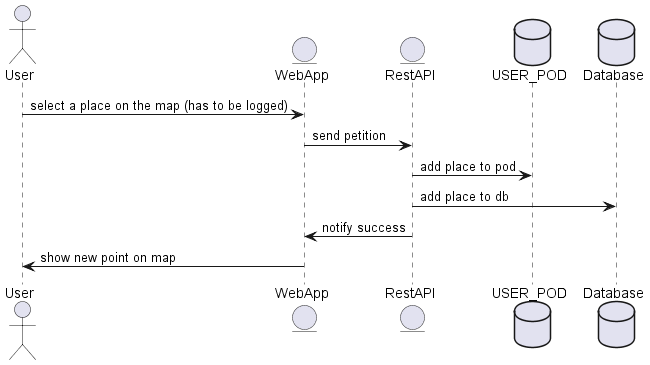 User
WebApp
RestAPI
USER_POD
Database
select a place on the map (has to be logged)
send petition
add place to pod
add place to db
notify success
show new point on map
User
WebApp
RestAPI
USER_POD
Database